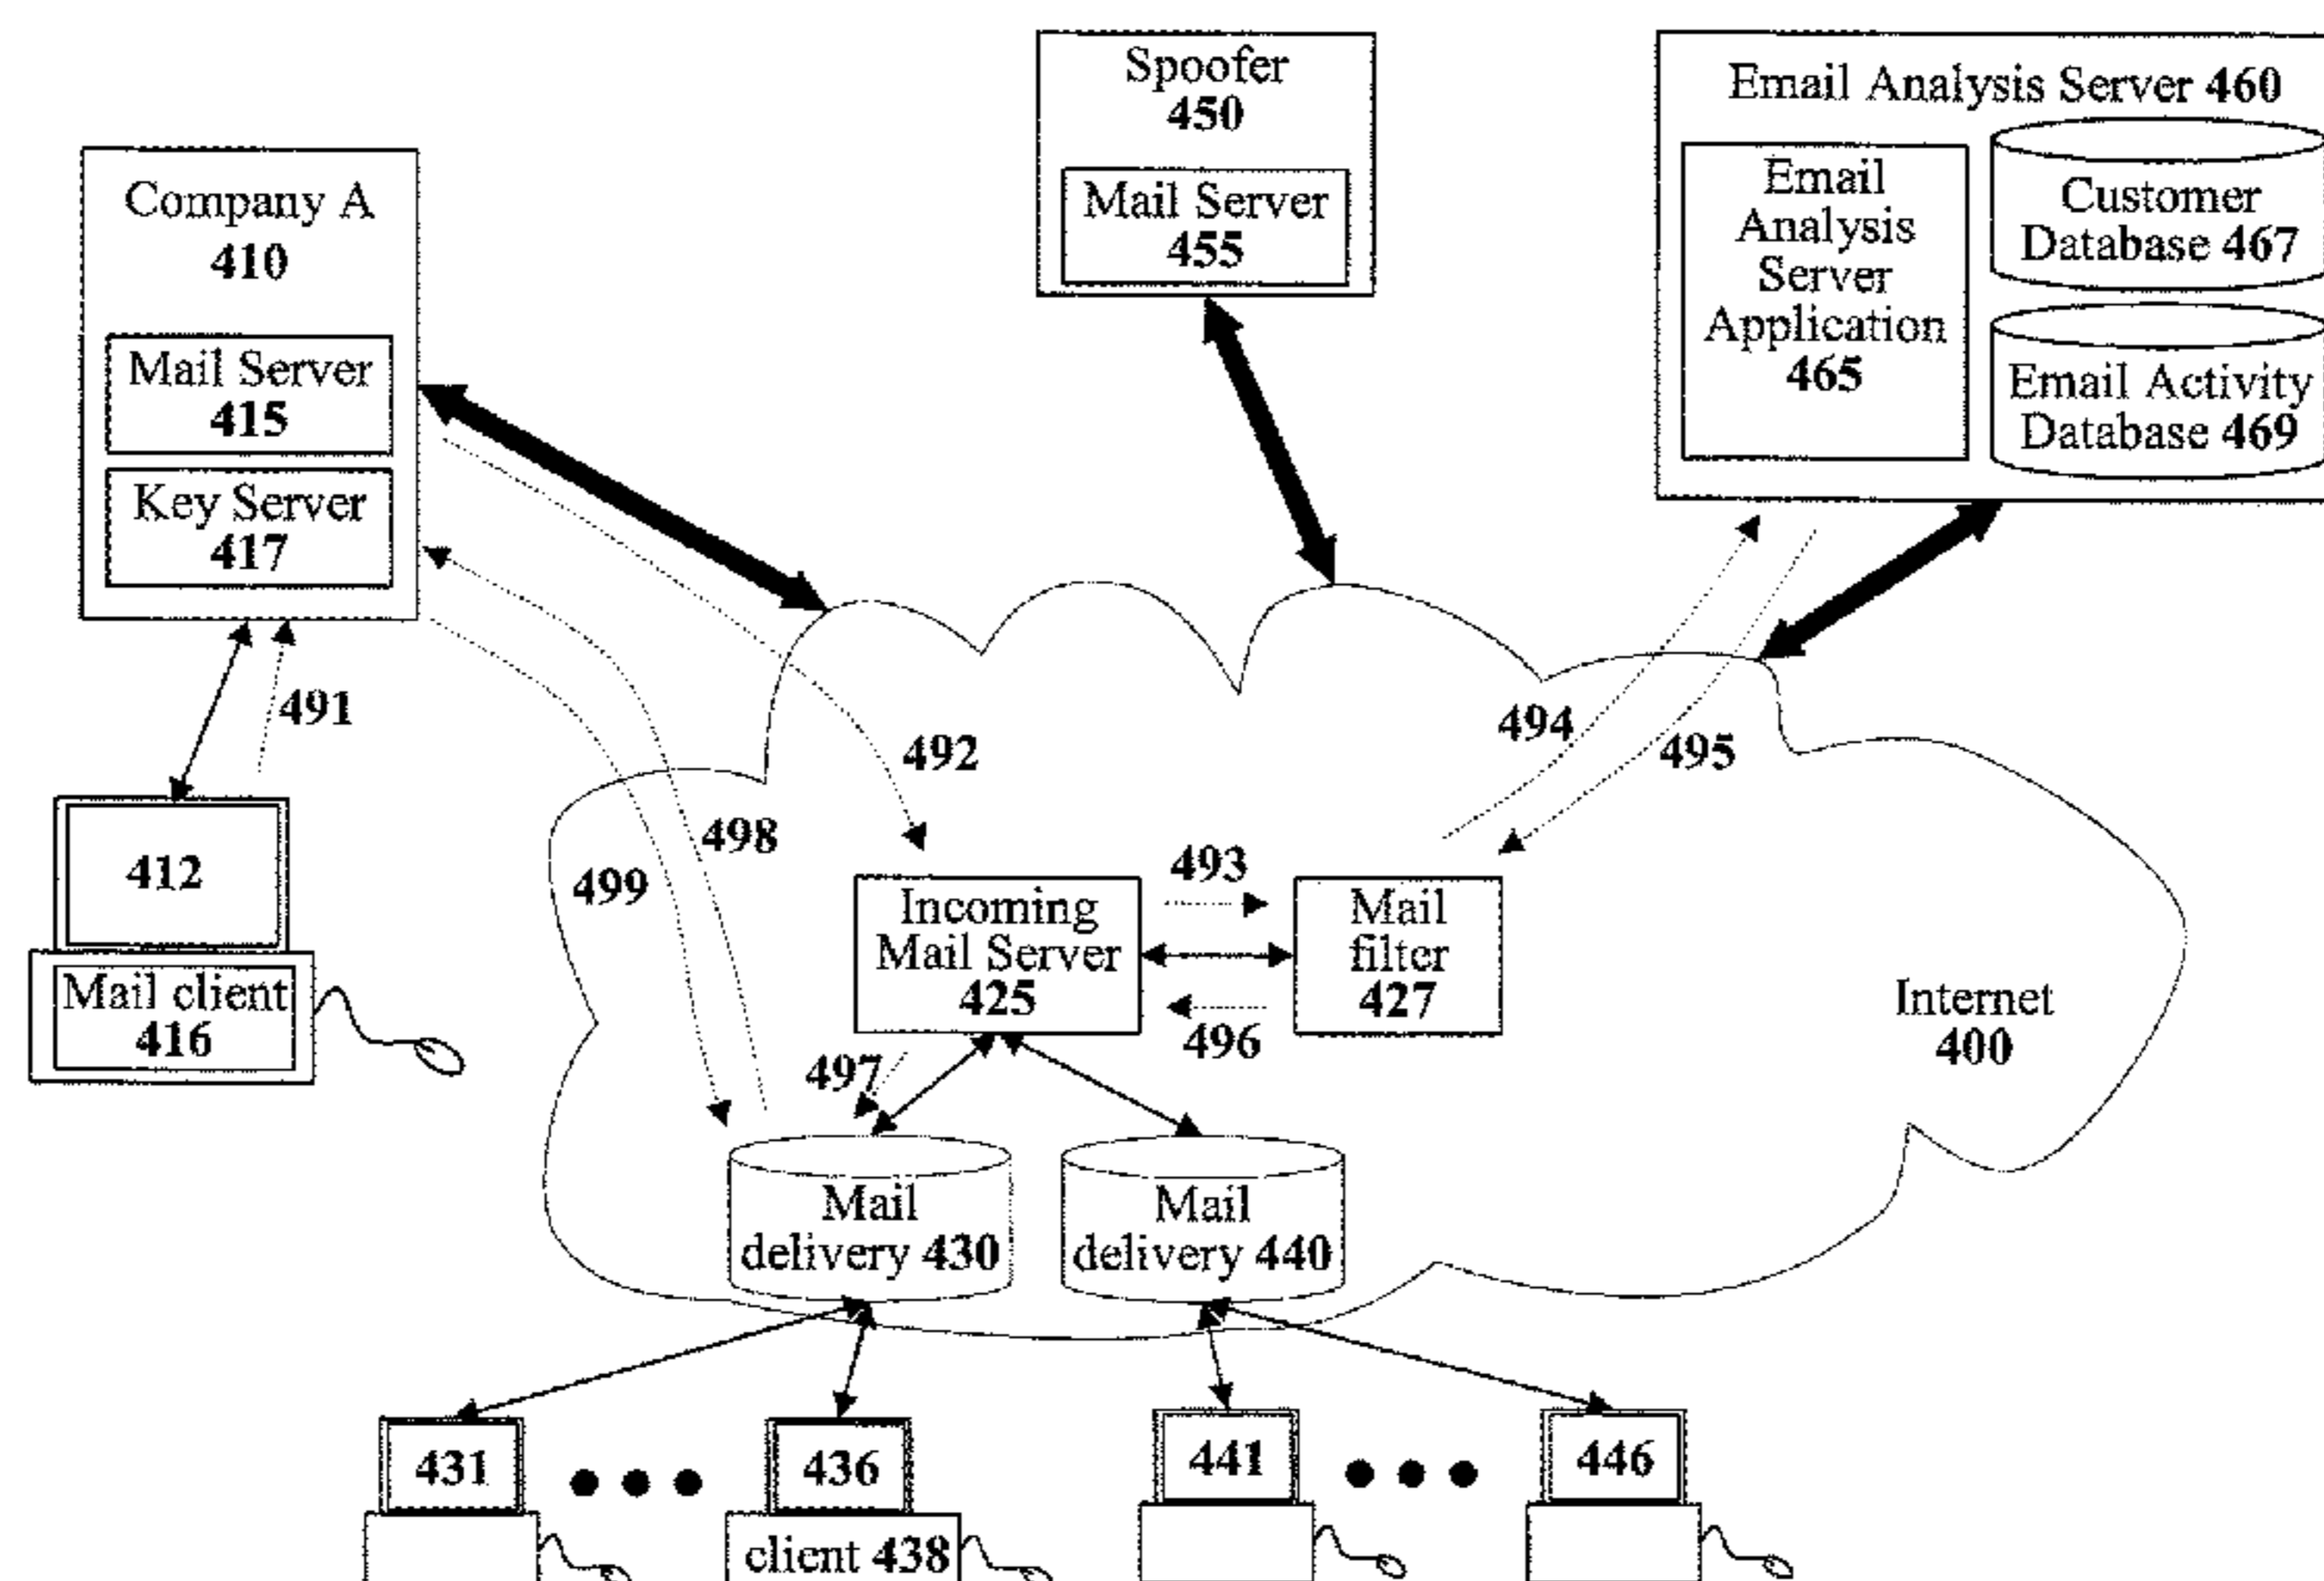 Spoofer
450
Mail Server
455
Email Analysis Server 460
Email
Analysis
Server
Application
465
Customer
Database 467
Email Activity
Database 469
Company A
410
Mail Server
415
Key Server
417
491
492
494
495
498
499
412
Mail client
416
493
Incoming
Mail Server
425
Mail
filter
427
496
497
Internet
400
Mail
delivery 430
Mail
delivery 440
431
436
441
446
client 438